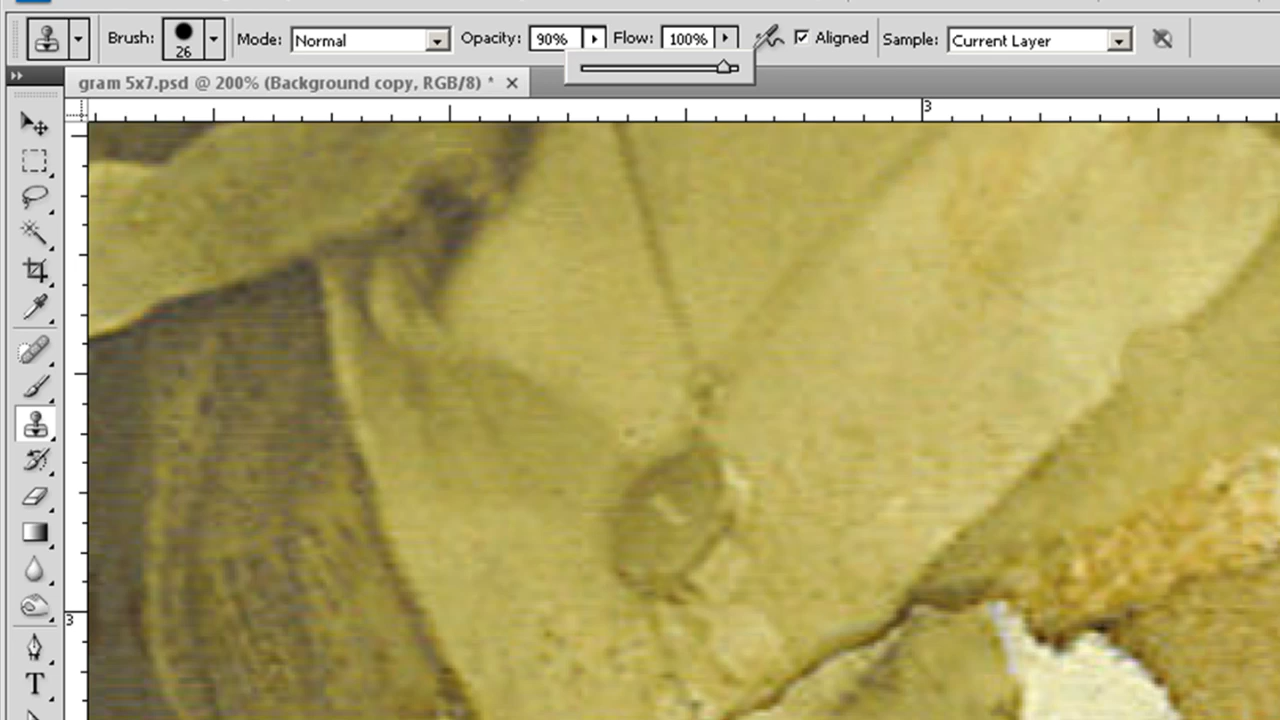 Brush: 26 Mode: Normal Opacity: 90% Flow: 100% Aligned Sample: Current Layer
gram 5x7.psd @ 200% (Background copy, RGB/8) *
3
3
T